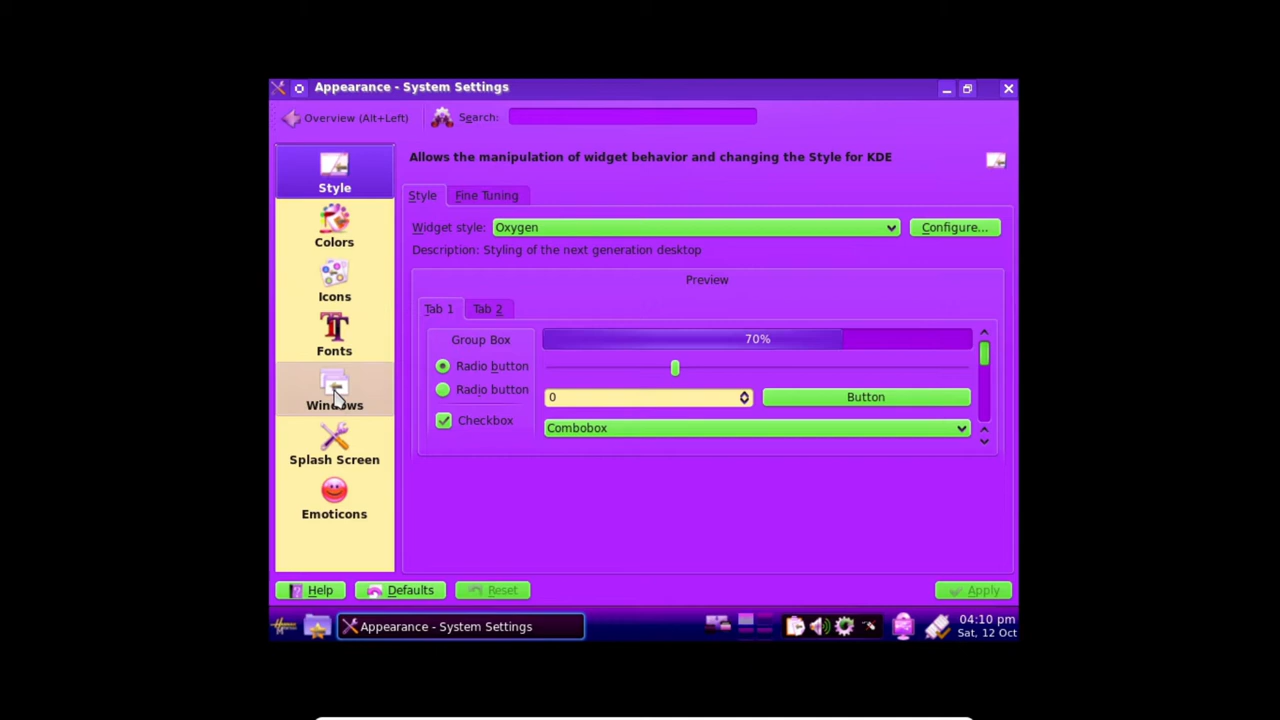 Appearance - System Settings
Overview (Alt+Left)
Search:
Style
Colors
Icons
Fonts
Windows
Splash Screen
Emoticons
Allows the manipulation of widget behavior and changing the Style for KDE
Style Fine Tuning
Widget style: Oxygen Configure...
Description: Styling of the next generation desktop
Preview
Tab 1 Tab 2
Group Box
70%
Radio button
Radio button
0 Button
Checkbox
Combobox
Help Defaults Reset Apply
Appearance - System Settings
04:10 pm
Sat, 12 Oct